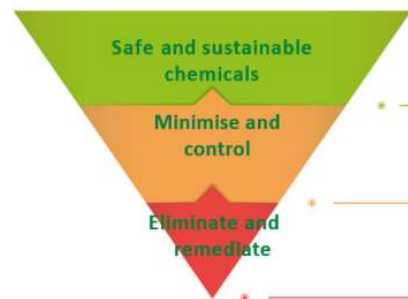 Safe and sustainable
chemicals
Minimise and
control
Eliminate and
remediate